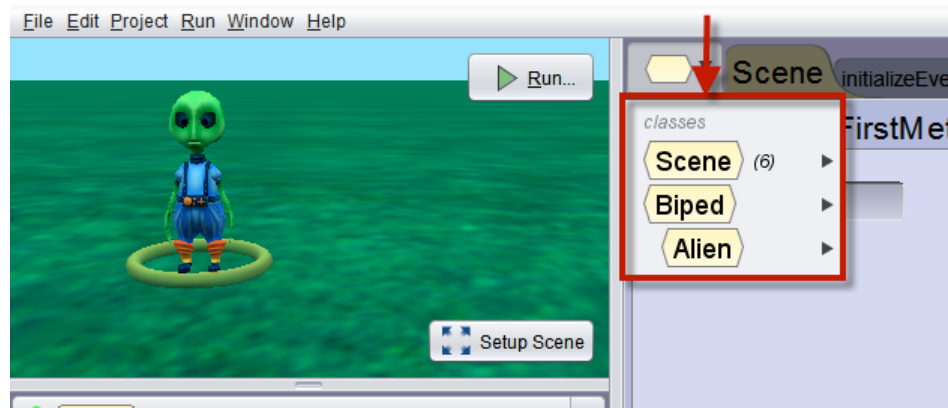 File Edit Project Run Window Help
Run...
Setup Scene
Scene initializeEve
classes
FirstMet
Scene (6)
Biped
Alien